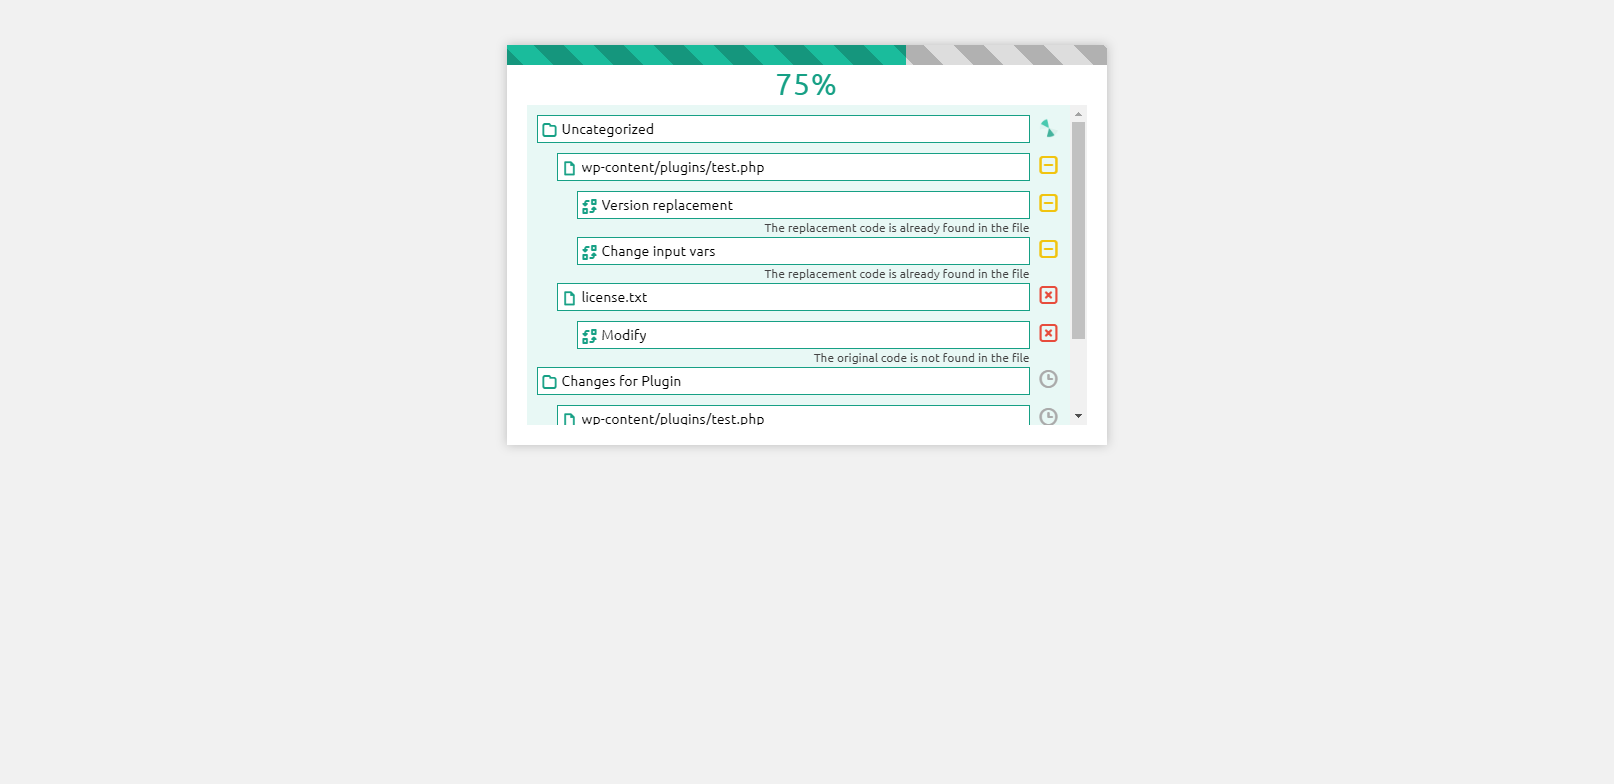 75%
Uncategorized
wp-content/plugins/test.php
Version replacement
The replacement code is already found in the file
Change input vars
The replacement code is already found in the file
license.txt
Modify
The original code is not found in the file
Changes for Plugin
wp-content/plugins/test.php